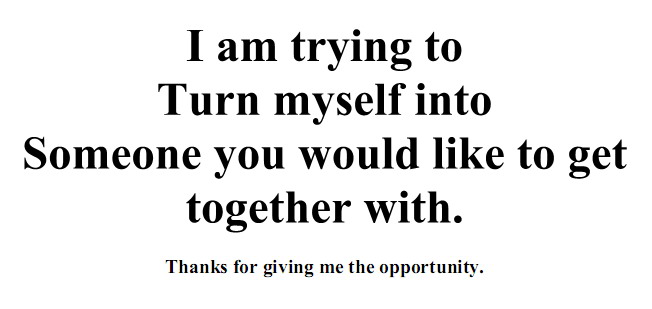 I am trying to
Turn myself into
Someone you would like to get
together with.
Thanks for giving me the opportunity.